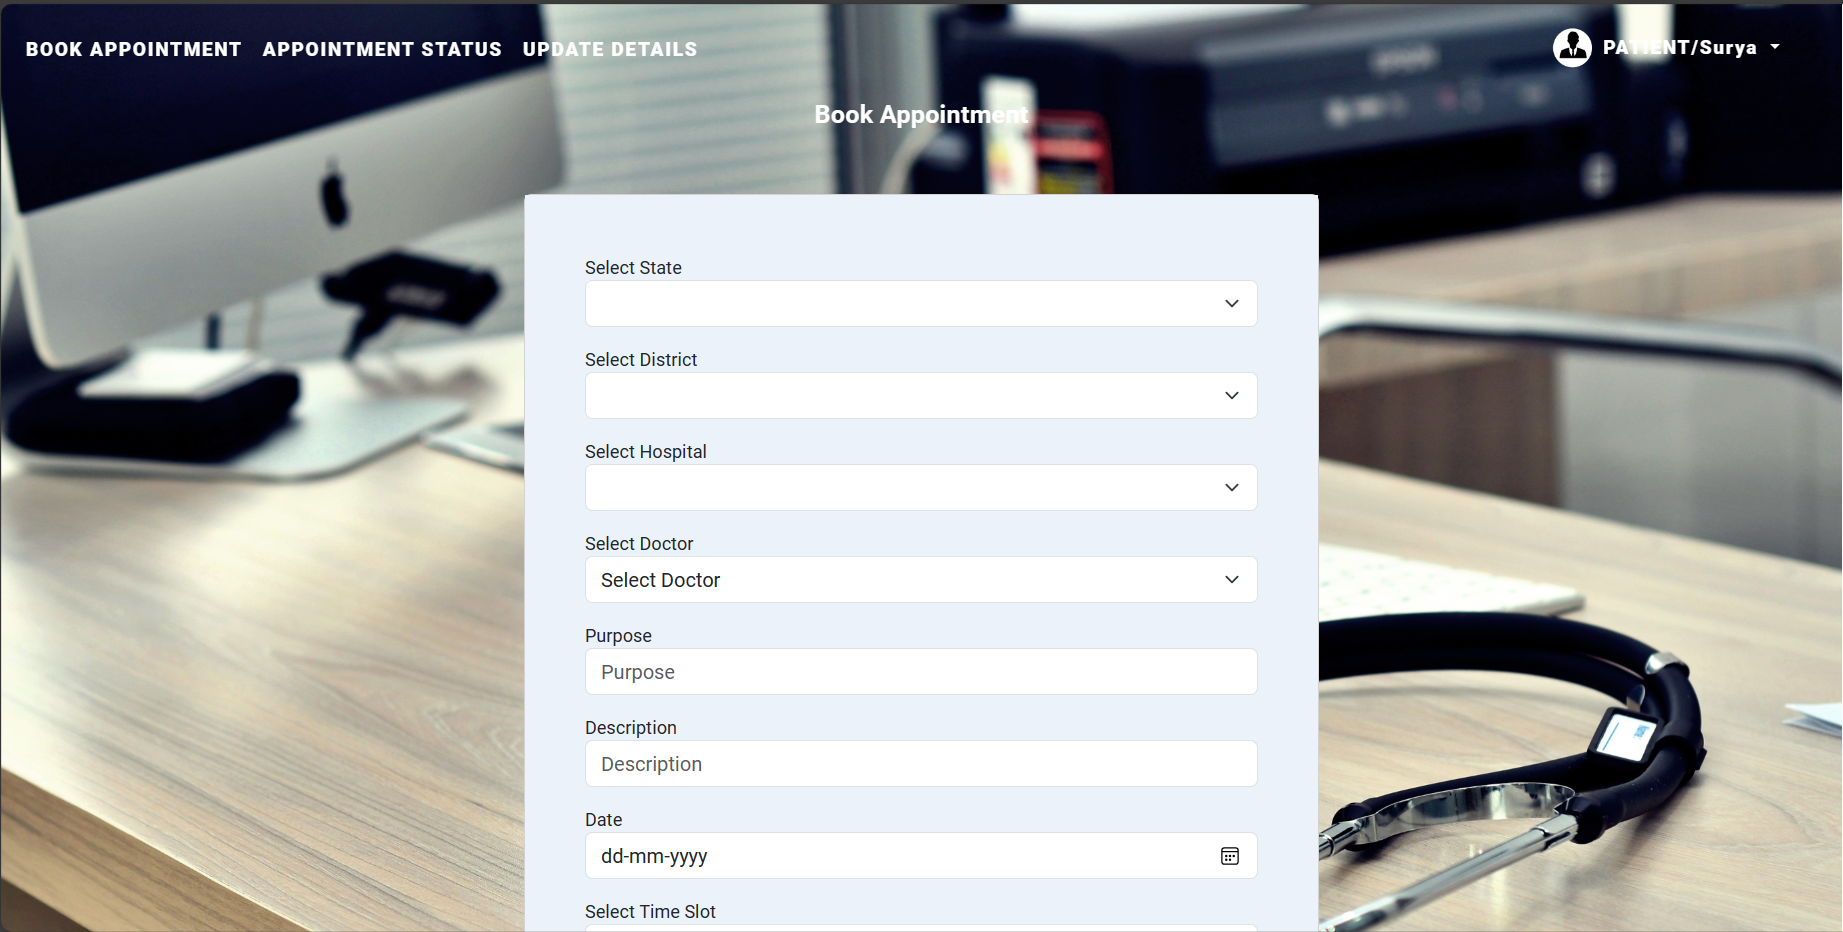 BOOK APPOINTMENT APPOINTMENT STATUS UPDATE DETAILS PATIENT/Surya
Book Appointment
Select State
Select District
Select Hospital
Select Doctor
Select Doctor
Purpose
Purpose
Description
Description
Date
dd-mm-yyyy
Select Time Slot